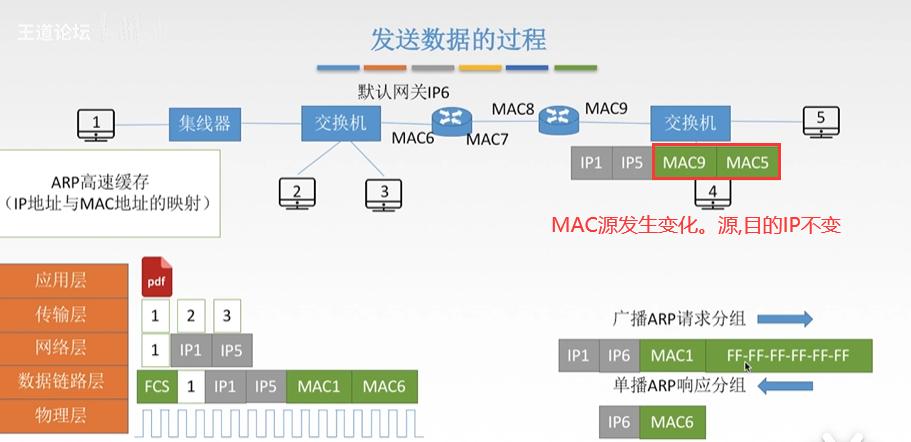 王道论坛
发送数据的过程
默认网关IP6
1
集线器
交换机
MAC6
MAC7
MAC8
MAC9
交换机
5
IP1 IP5 MAC9 MAC5
2
3
4
MAC源发生变化。源,目的IP不变
ARP高速缓存
（IP地址与MAC地址的映射）
应用层 pdf
传输层 1 2 3
网络层 1 IP1 IP5
数据链路层 FCS 1 IP1 IP5 MAC1 MAC6
物理层
广播ARP请求分组
IP1 IP6 MAC1 FF-FF-FF-FF-FF-FF
单播ARP响应分组
IP6 MAC6